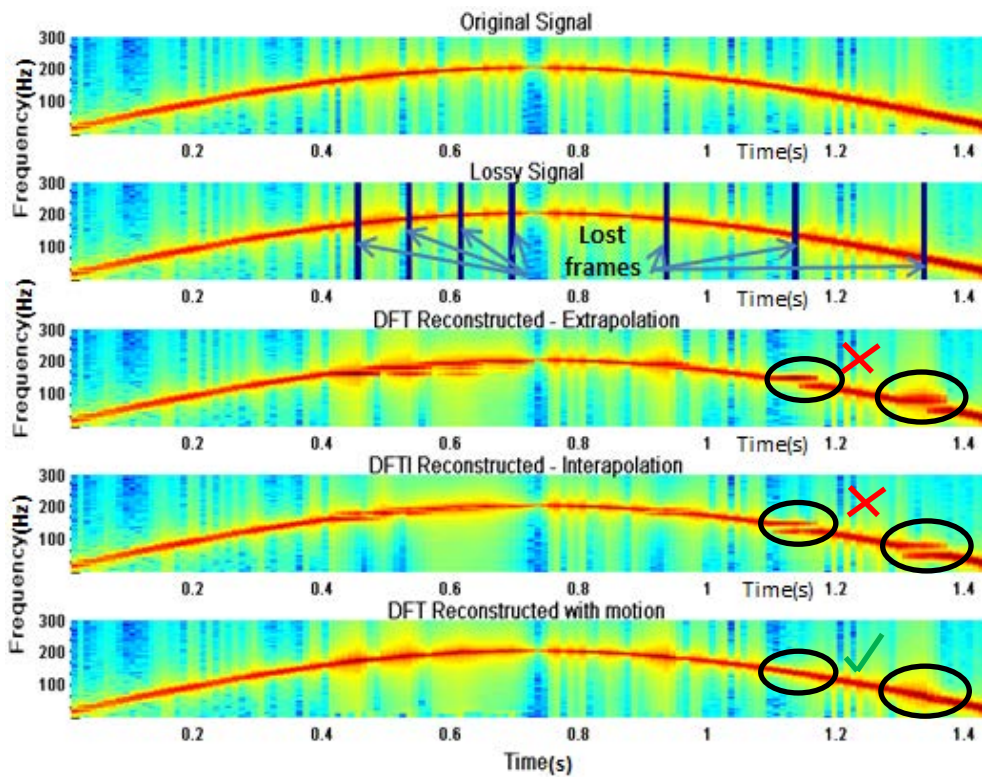 Original Signal
300
200
100
Frequency(Hz)
0.2 0.4 0.6 0.8 1 Time(s) 1.2 1.4
Lossy Signal
300
200
100
Lost
frames
0.2 0.4 0.6 0.8 1 Time(s) 1.2 1.4
DFT Reconstructed - Extrapolation
300
200
100
Frequency(Hz)
0.2 0.4 0.6 0.8 1 Time(s) 1.2 1.4
DFTI Reconstructed - Interapolation
300
200
100
Frequency(Hz)
0.2 0.4 0.6 0.8 Time(s) 1.2 1.4
DFT Reconstructed with motion
300
200
100
0.2 0.4 0.6 0.8 1 1.2 1.4
Time(s)